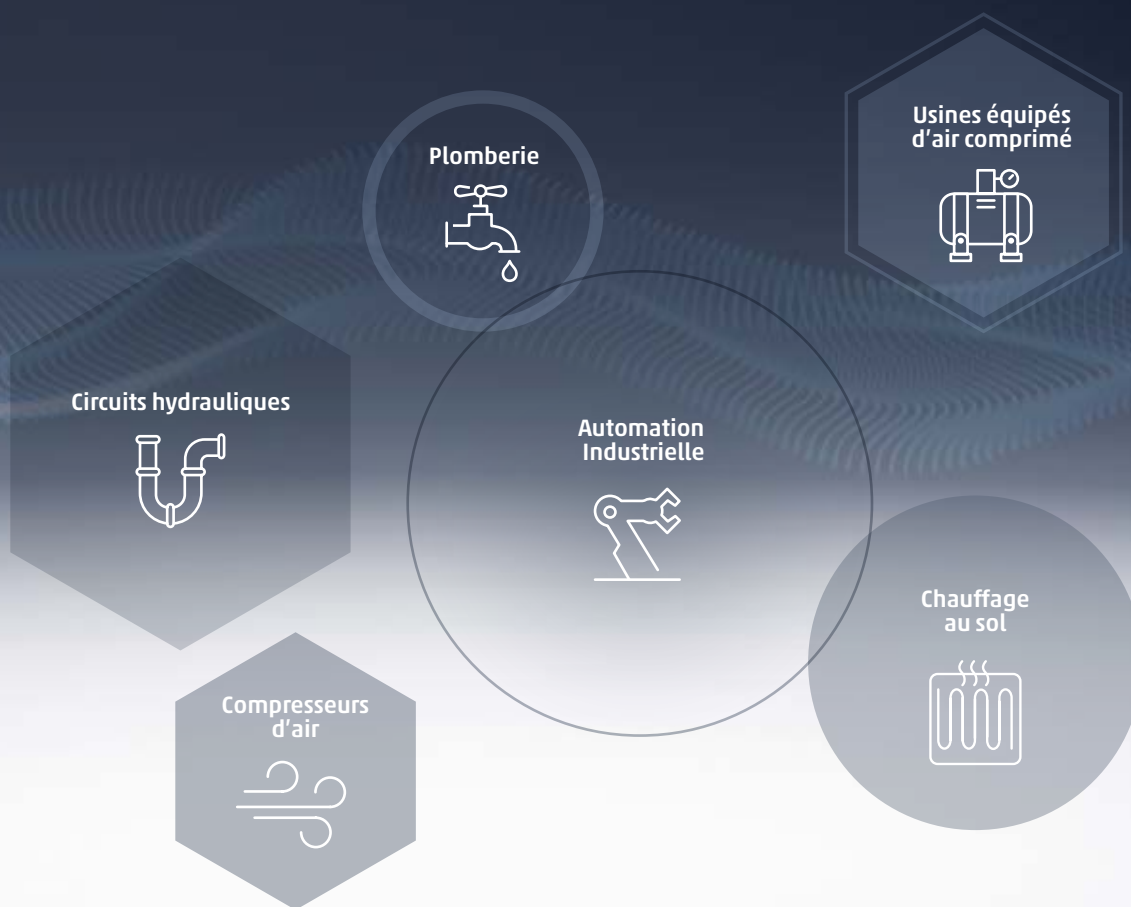 Usines équipés
d'air comprimé
Plomberie
Circuits hydrauliques
Automation
Industrielle
Chauffage
au sol
Compresseurs
d'air